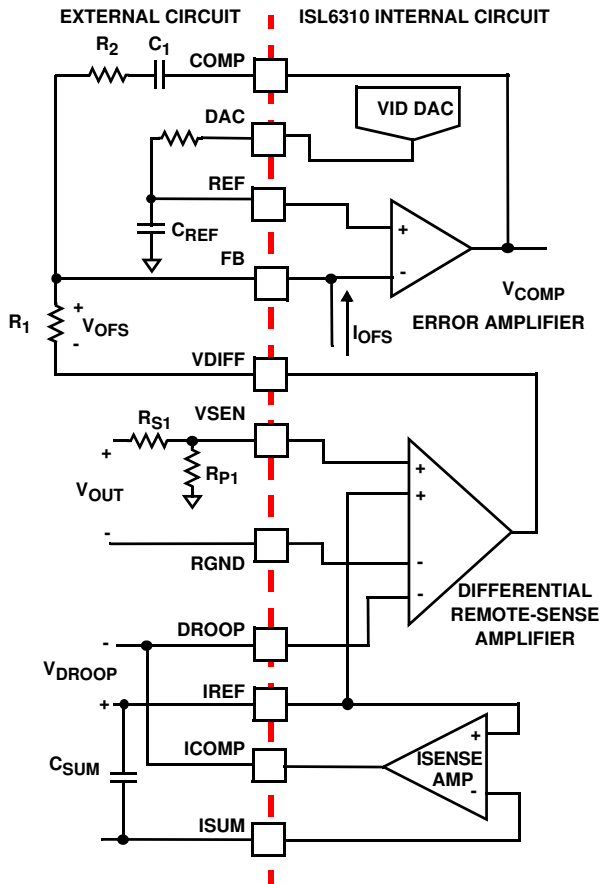 EXTERNAL CIRCUIT
ISL6310 INTERNAL CIRCUIT
R2
C1
COMP
VID DAC
DAC
REF
CREF
+
-
FB
VCOMP
R1
+
VOFS
-
IOFS
ERROR AMPLIFIER
VDIFF
RS1
VSEN
+
RP1
VOUT
+
+
-
RGND
-
-
DIFFERENTIAL
REMOTE-SENSE
AMPLIFIER
DROOP
-
VDROOP
+
IREF
+
ICOMP
ISENSE
AMP
-
CSUM
ISUM